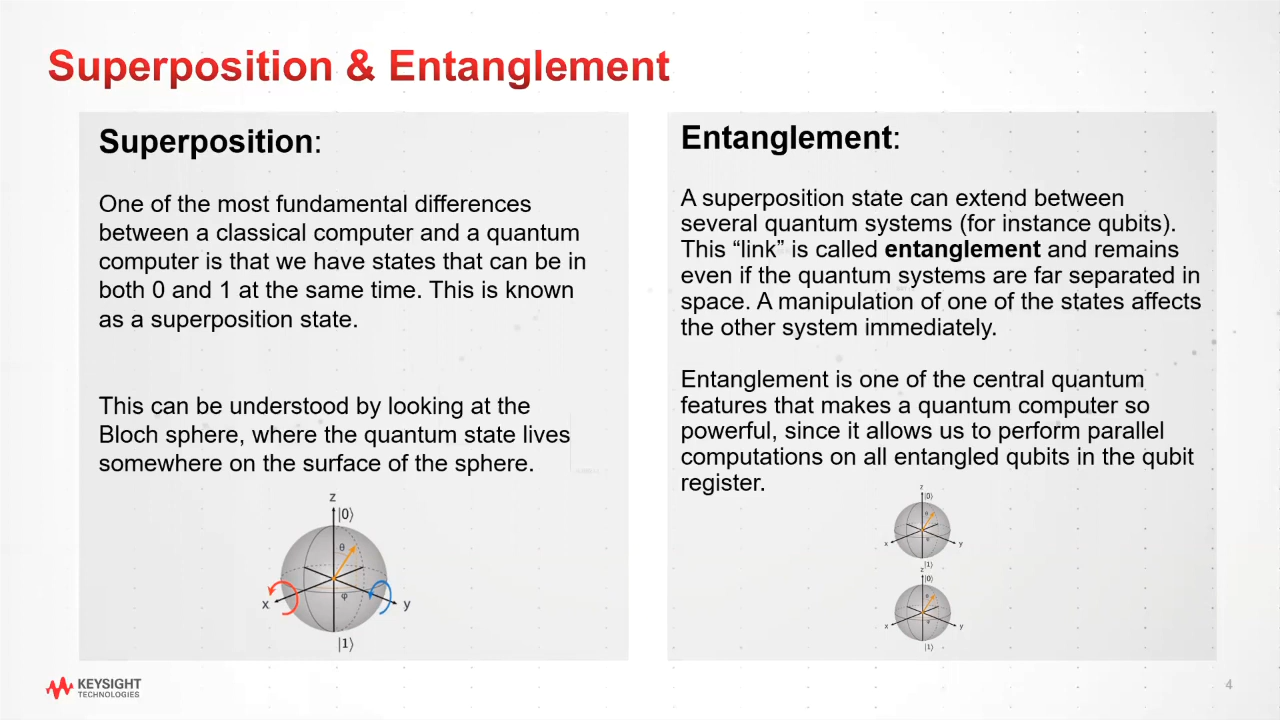 Superposition & Entanglement
Superposition:
One of the most fundamental differences
between a classical computer and a quantum
computer is that we have states that can be in
both 0 and 1 at the same time. This is known
as a superposition state.
This can be understood by looking at the
Bloch sphere, where the quantum state lives
somewhere on the surface of the sphere.
z
|0⟩
θ
φ
x
y
|1⟩
Entanglement:
A superposition state can extend between
several quantum systems (for instance qubits).
This “link” is called entanglement and remains
even if the quantum systems are far separated in
space. A manipulation of one of the states affects
the other system immediately.
Entanglement is one of the central quantum
features that makes a quantum computer so
powerful, since it allows us to perform parallel
computations on all entangled qubits in the qubit
register.
z
|0⟩
θ
φ
x
y
|1⟩
z
|0⟩
θ
φ
x
y
|1⟩
KEYSIGHT
TECHNOLOGIES
4